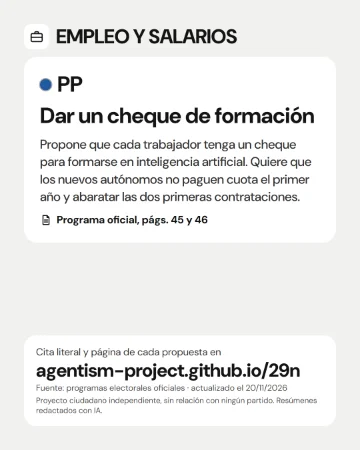 EMPLEO Y SALARIOS
PP
Dar un cheque de formación
Propone que cada trabajador tenga un cheque
para formarse en inteligencia artificial. Quiere que
los nuevos autónomos no paguen cuota el primer
año y abaratar las dos primeras contrataciones.
Programa oficial, págs. 45 y 46
Cita literal y página de cada propuesta en
agentism-project.github.io/29n
Fuente: programas electorales oficiales · actualizado el 20/11/2026
Proyecto ciudadano independiente, sin relación con ningún partido. Resúmenes
redactados con IA.